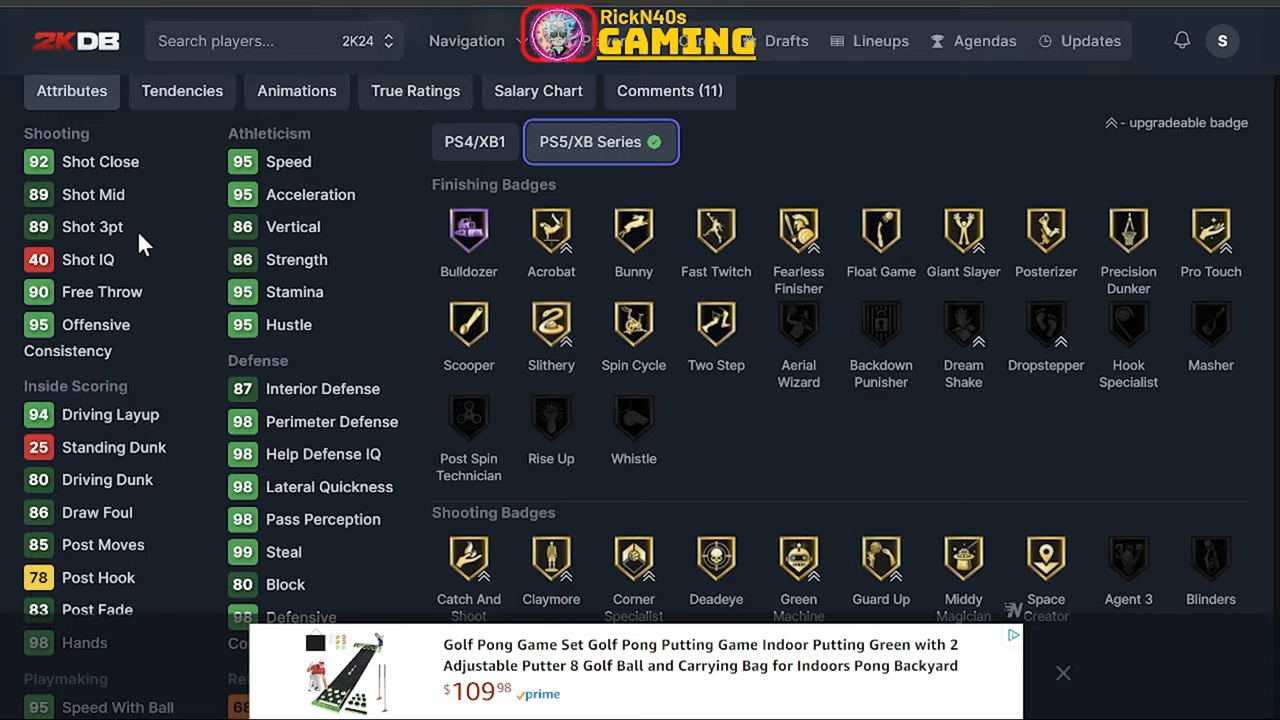 2KDB
Search players...
2K24
Navigation
RickN40s
GAMING
Drafts
Lineups
Agendas
Updates
S
Attributes
Tendencies
Animations
True Ratings
Salary Chart
Comments (11)
Shooting
92 Shot Close
89 Shot Mid
89 Shot 3pt
40 Shot IQ
90 Free Throw
95 Offensive
Consistency
Inside Scoring
94 Driving Layup
25 Standing Dunk
80 Driving Dunk
86 Draw Foul
85 Post Moves
78 Post Hook
83 Post Fade
98 Hands
Playmaking
95 Speed With Ball
Athleticism
95 Speed
95 Acceleration
86 Vertical
86 Strength
95 Stamina
95 Hustle
Defense
87 Interior Defense
98 Perimeter Defense
98 Help Defense IQ
98 Lateral Quickness
98 Pass Perception
99 Steal
80 Block
98 Defensive
PS4/XB1
PS5/XB Series
- upgradeable badge
Finishing Badges
Bulldozer
Acrobat
Bunny
Fast Twitch
Fearless
Finisher
Float Game
Giant Slayer
Posterizer
Precision
Dunker
Pro Touch
Scooper
Slithery
Spin Cycle
Two Step
Aerial
Wizard
Backdown
Punisher
Dream
Shake
Dropstepper
Hook
Specialist
Masher
Post Spin
Technician
Rise Up
Whistle
Shooting Badges
Catch And
Shoot
Claymore
Corner
Specialist
Deadeye
Green
Machine
Guard Up
Middy
Magician
Space
Creator
Agent 3
Blinders
Golf Pong Game Set Golf Pong Putting Game Indoor Putting Green with 2
Adjustable Putter 8 Golf Ball and Carrying Bag for Indoors Pong Backyard
$10998 prime